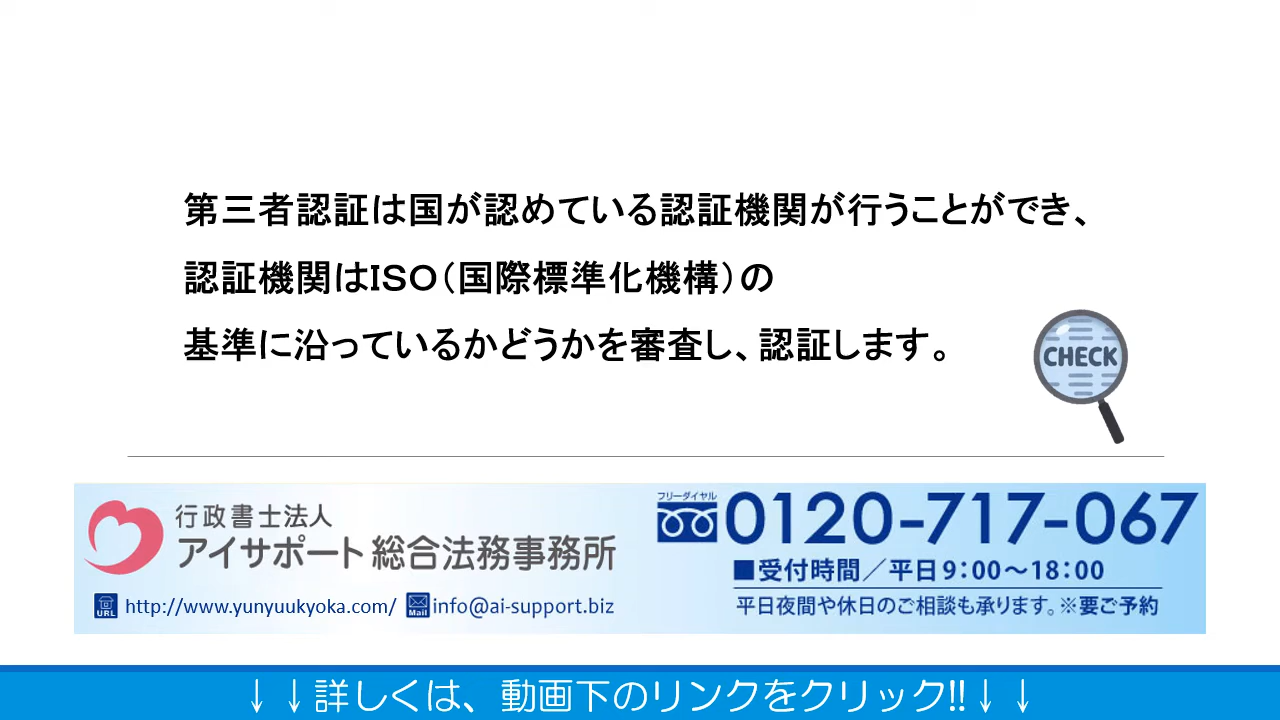 第三者認証は国が認めている認証機関が行うことができ、
認証機関はISO(国際標準化機構)の
基準に沿っているかどうかを審査し、認証します。
CHECK
行政書士法人
アイサポート 総合法務事務所
URL http://www.yunyuukyoka.com/ Mail info@ai-support.biz
フリーダイヤル
0120-717-067
■受付時間/平日9:00～18:00
平日夜間や休日のご相談も承ります。※要ご予約
↓↓詳しくは、動画下のリンクをクリック!!↓↓